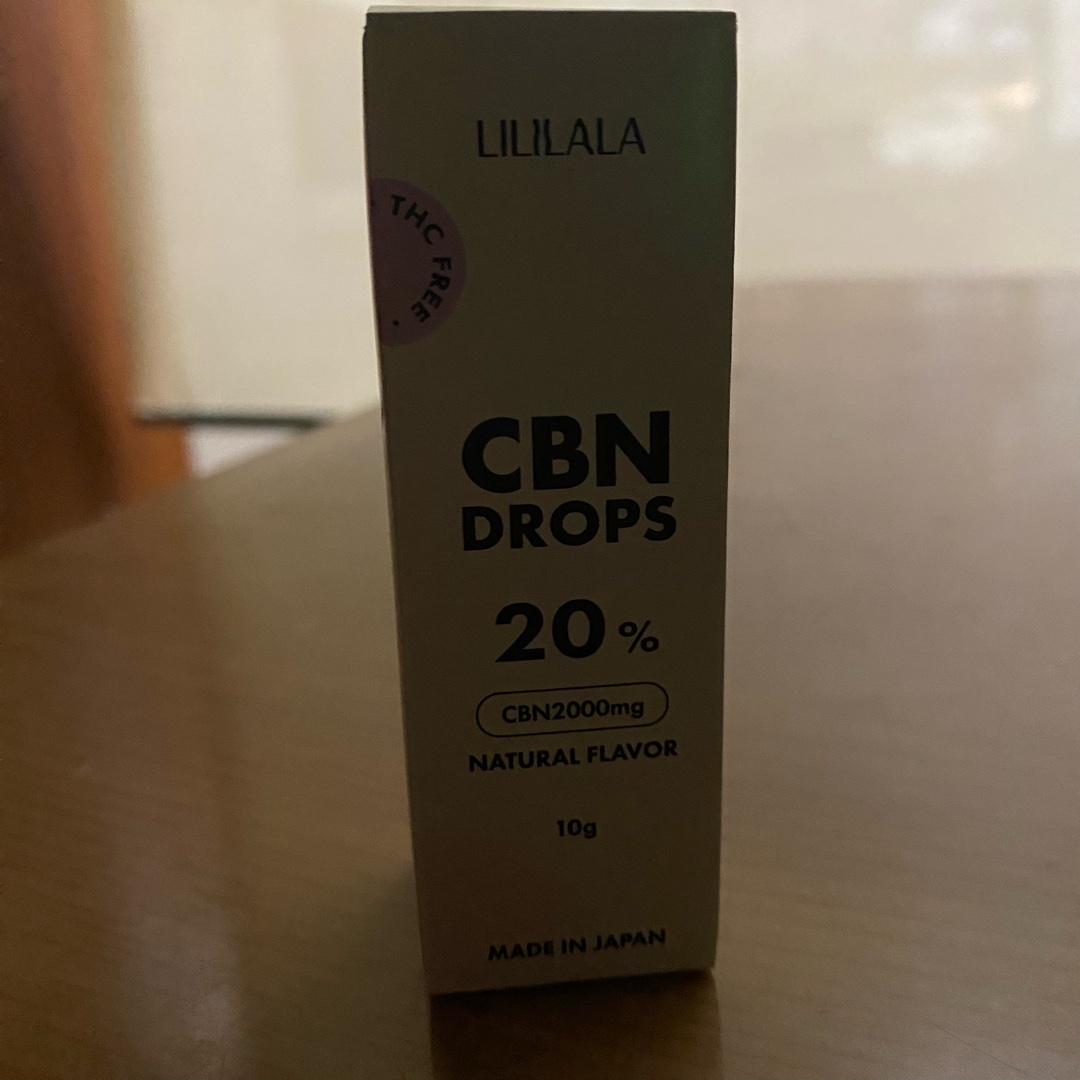 LILILALA
THC FREE
CBN
DROPS
20%
CBN2000mg
NATURAL FLAVOR
10g
MADE IN JAPAN